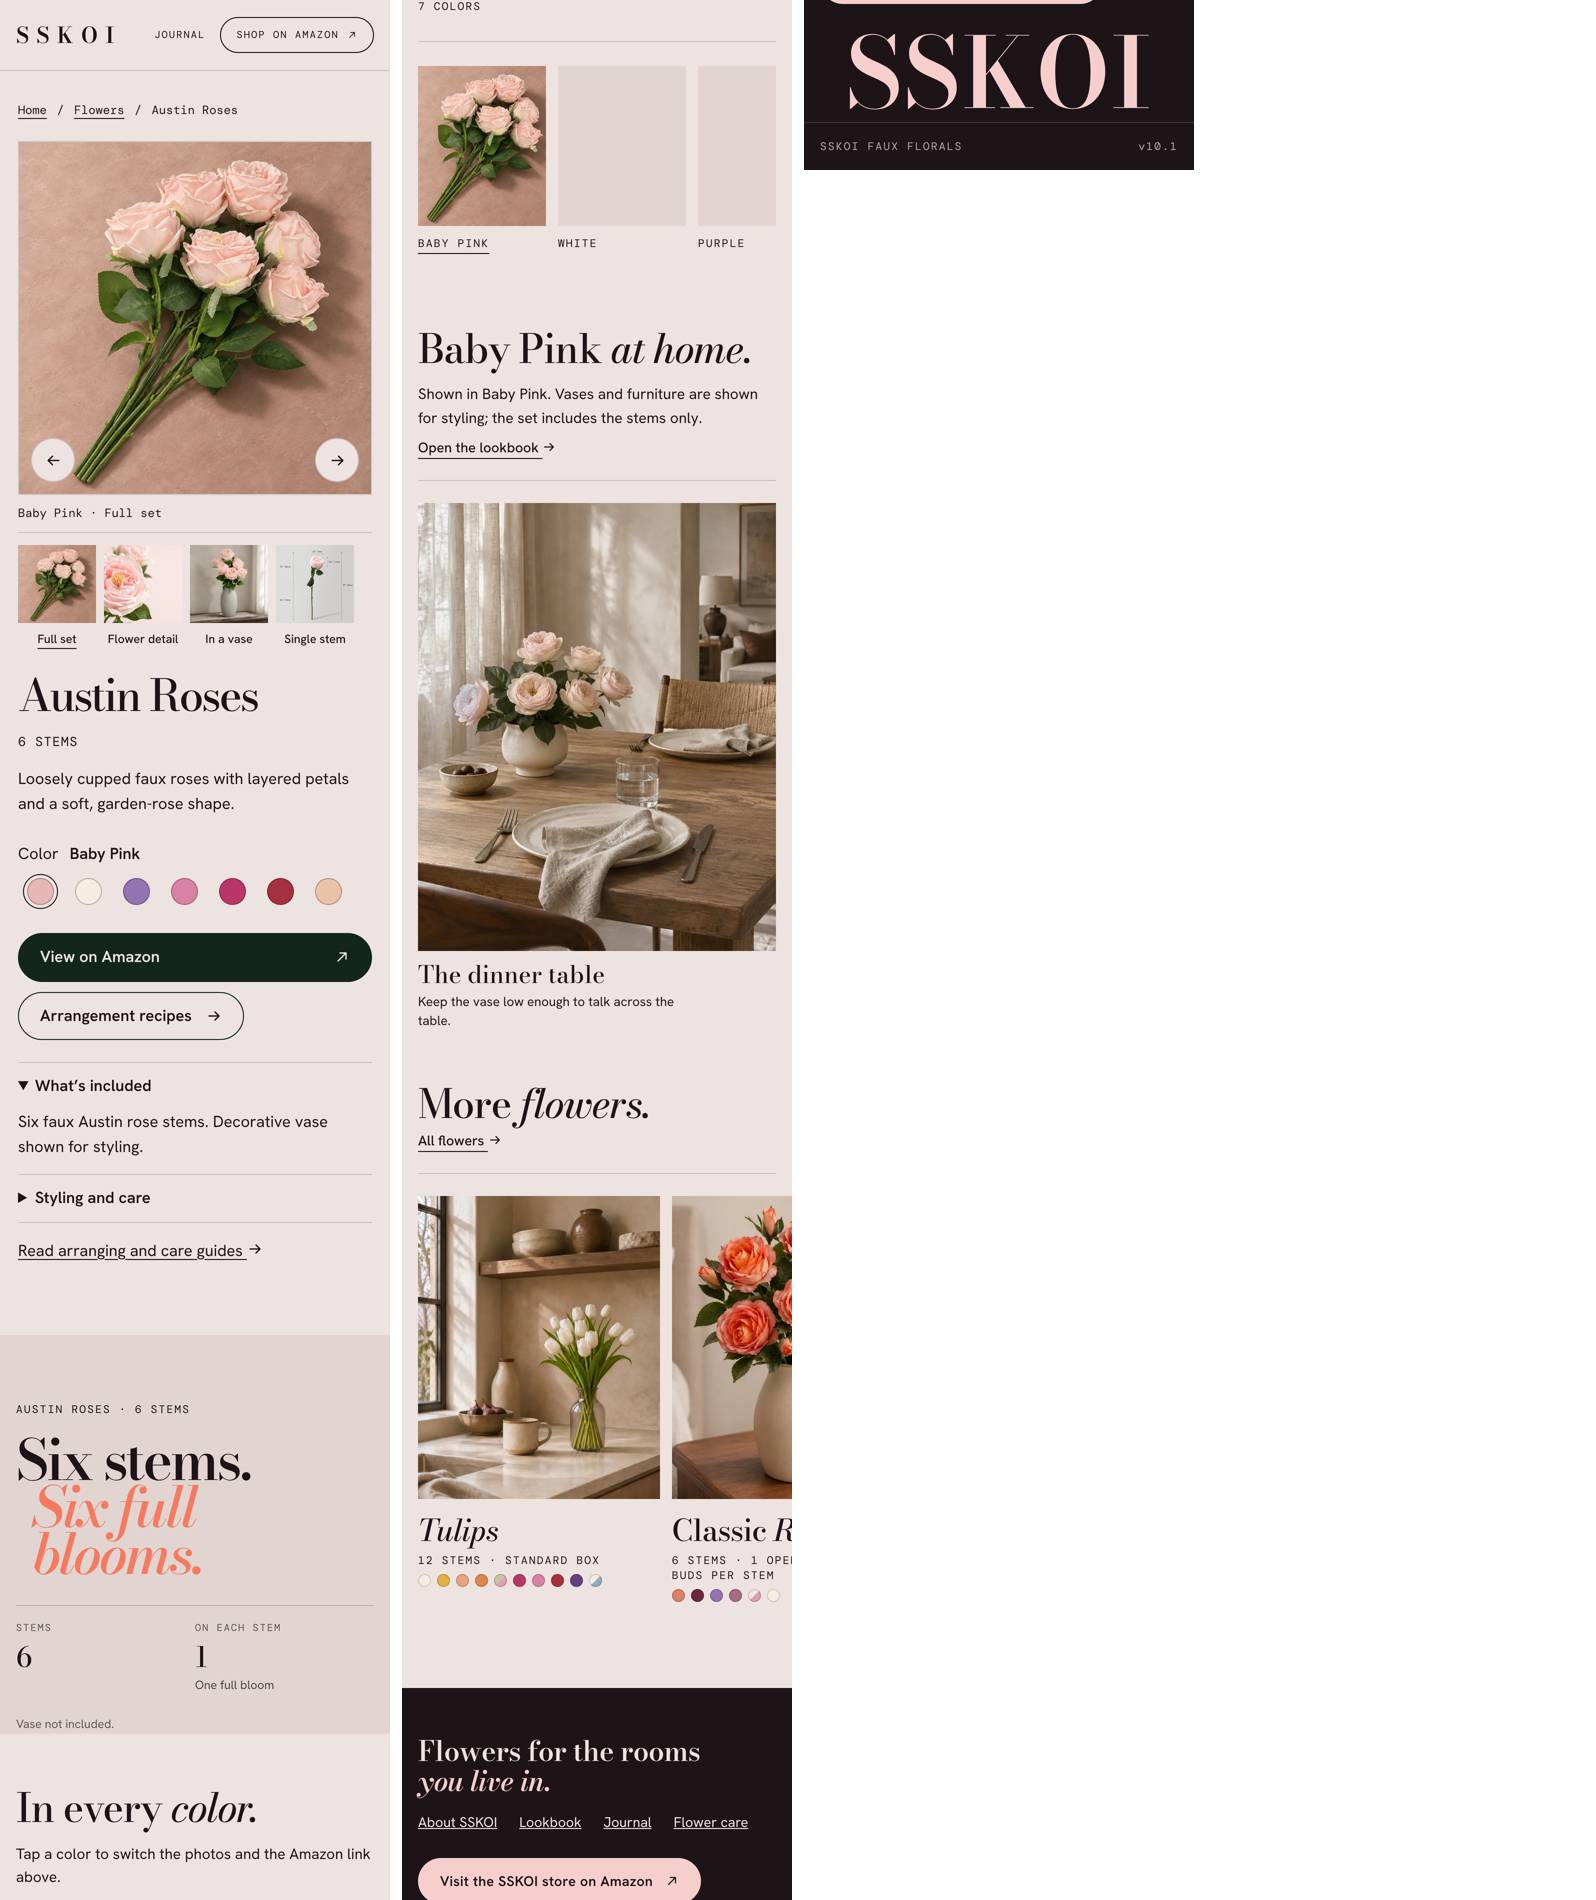 SSKOI
JOURNAL
SHOP ON AMAZON ↗
Home / Flowers / Austin Roses
Baby Pink · Full set
Full set
Flower detail
In a vase
Single stem
Austin Roses
6 STEMS
Loosely cupped faux roses with layered petals
and a soft, garden-rose shape.
Color Baby Pink
View on Amazon ↗
Arrangement recipes →
▼ What’s included
Six faux Austin rose stems. Decorative vase
shown for styling.
▶ Styling and care
Read arranging and care guides →
AUSTIN ROSES · 6 STEMS
Six stems.
Six full
blooms.
STEMS
6
ON EACH STEM
1
One full bloom
Vase not included.
In every color.
Tap a color to switch the photos and the Amazon link
above.
7 COLORS
BABY PINK
WHITE
PURPLE
Baby Pink at home.
Shown in Baby Pink. Vases and furniture are shown
for styling; the set includes the stems only.
Open the lookbook →
The dinner table
Keep the vase low enough to talk across the
table.
More flowers.
All flowers →
Tulips
12 STEMS · STANDARD BOX
Classic R
6 STEMS · 1 OPE
BUDS PER STEM
Flowers for the rooms
you live in.
About SSKOI
Lookbook
Journal
Flower care
Visit the SSKOI store on Amazon ↗
SSKOI
SSKOI FAUX FLORALS
v10.1